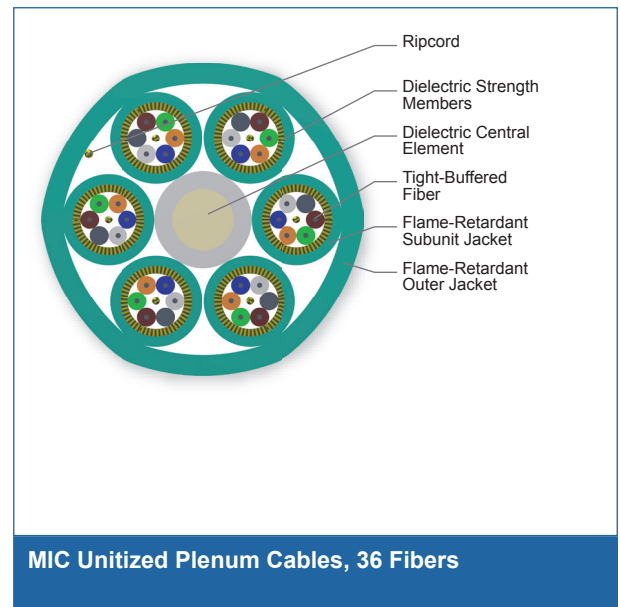 Ripcord
Dielectric Strength
Members
Dielectric Central
Element
Tight-Buffered
Fiber
Flame-Retardant
Subunit Jacket
Flame-Retardant
Outer Jacket
MIC Unitized Plenum Cables, 36 Fibers